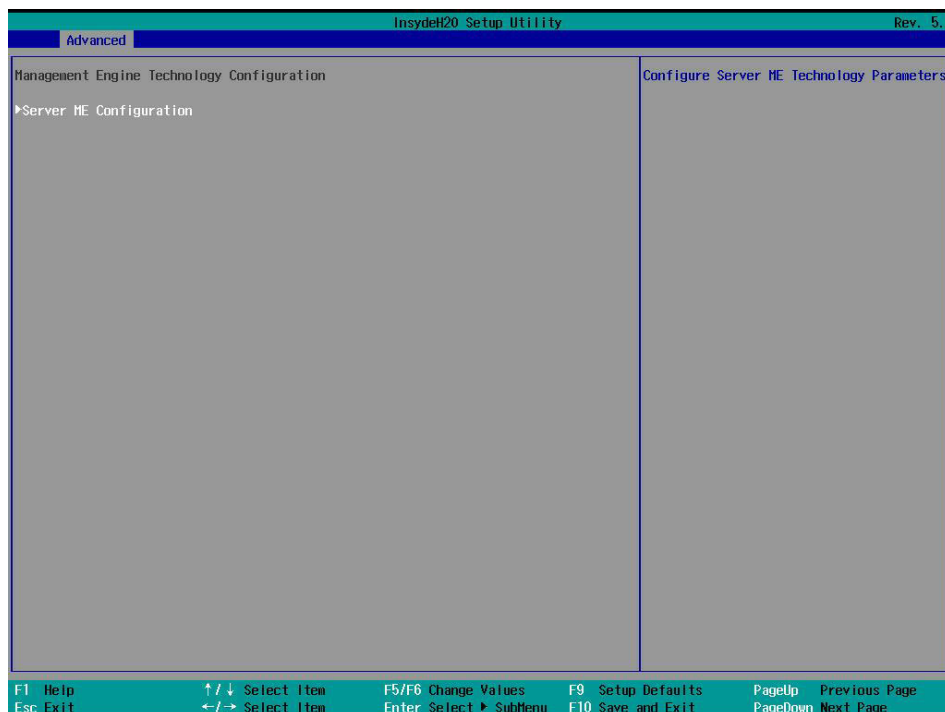 InsydeH20 Setup Utility Rev. 5.
Advanced
Management Engine Technology Configuration
Configure Server ME Technology Parameters
▶Server ME Configuration
F1 Help ↑/↓ Select Item F5/F6 Change Values F9 Setup Defaults PageUp Previous Page
Esc Exit ←/→ Select Item Enter Select ▶ SubMenu F10 Save and Exit PageDown Next Page